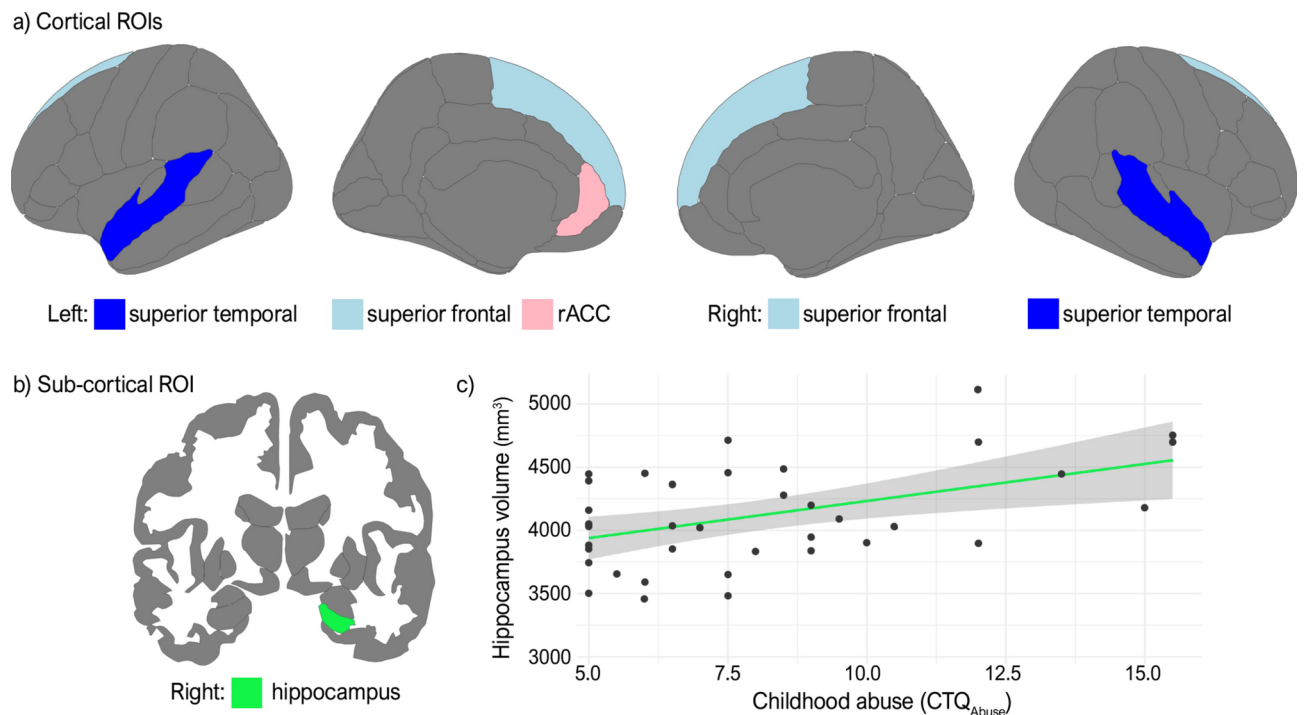 a) Cortical ROIs
Left: superior temporal superior frontal rACC Right: superior frontal superior temporal
b) Sub-cortical ROI
Right: hippocampus
c)
Hippocampus volume (mm³)
5000
4500
4000
3500
3000
5.0 7.5 10.0 12.5 15.0
Childhood abuse (CTQAbuse)